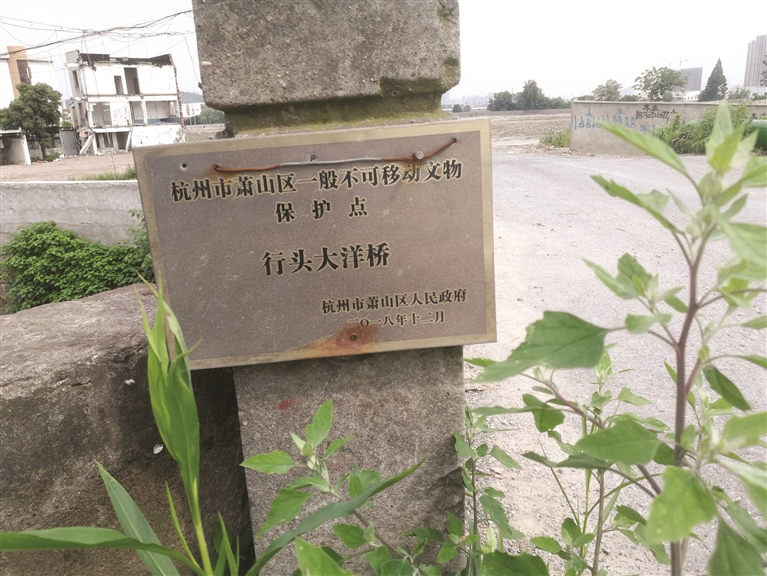 杭州市萧山区一般不可移动文物
保护点
行头大洋桥
杭州市萧山区人民政府
二〇一八年十二月